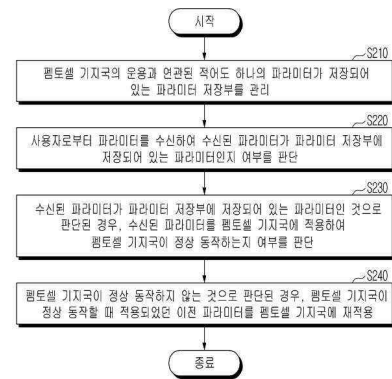 시작
S210
펨토셀 기지국의 운용과 연관된 적어도 하나의 파라미터가 저장되어
있는 파라미터 저장부를 관리
S220
사용자로부터 파라미터를 수신하여 수신된 파라미터가 파라미터 저장부에
저장되어 있는 파라미터인지 여부를 판단
S230
수신된 파라미터가 파라미터 저장부에 저장되어 있는 파라미터인 것으로
판단된 경우, 수신된 파라미터를 펨토셀 기지국에 적용하여
펨토셀 기지국이 정상 동작하는지 여부를 판단
S240
펨토셀 기지국이 정상 동작하지 않는 것으로 판단된 경우, 펨토셀 기지국이
정상 동작할 때 적용되었던 이전 파라미터를 펨토셀 기지국에 재적용
종료